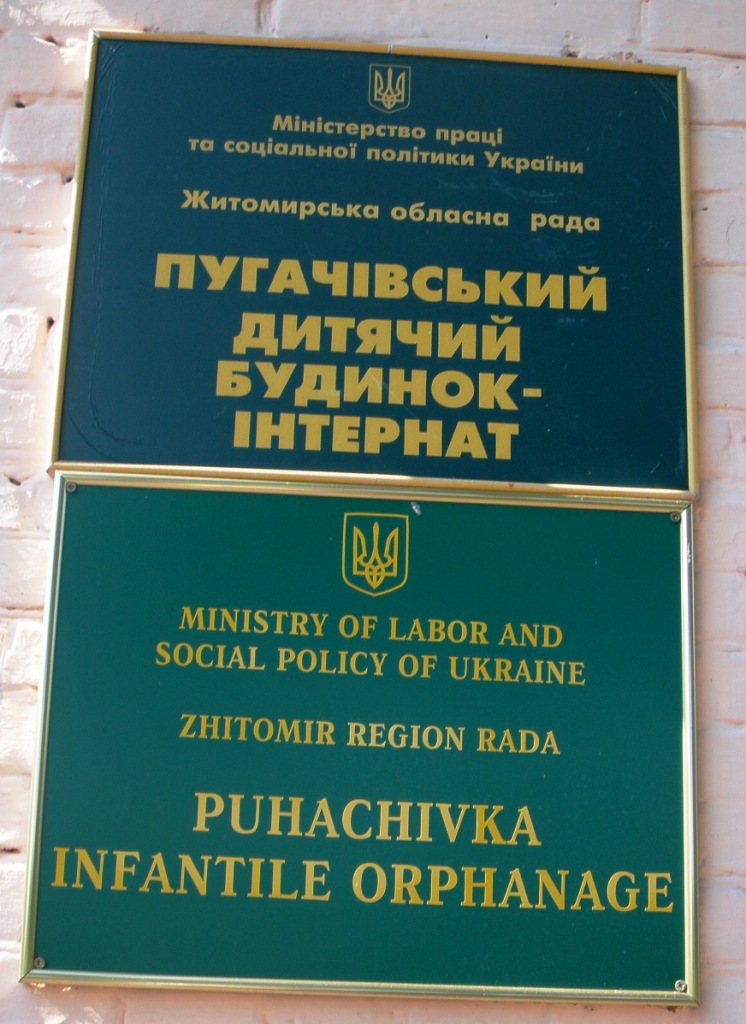 Міністерство праці
та соціальної політики України
Житомирська обласна рада
ПУГАЧІВСЬКИЙ
ДИТЯЧИЙ
БУДИНОК-
ІНТЕРНАТ
MINISTRY OF LABOR AND
SOCIAL POLICY OF UKRAINE
ZHITOMIR REGION RADA
PUHACHIVKA
INFANTILE ORPHANAGE